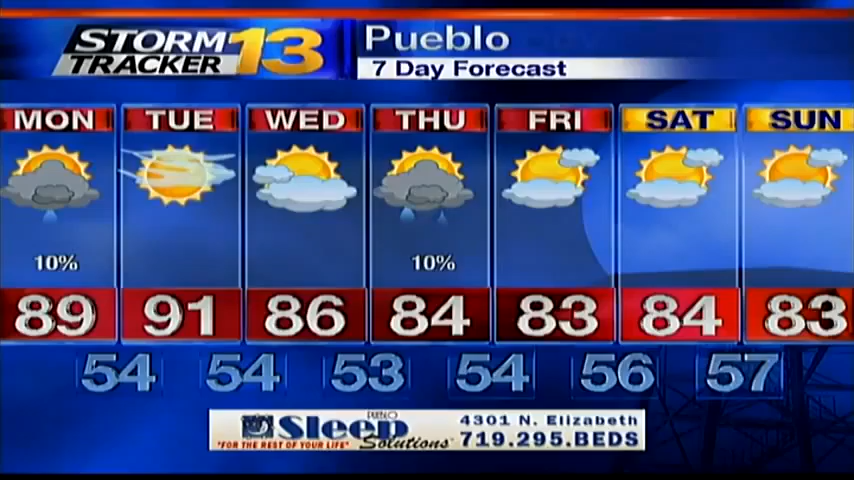 STORM TRACKER 13
Pueblo
7 Day Forecast
MON TUE WED THU FRI SAT SUN
10% 10%
89 91 86 84 83 84 83
54 54 53 54 56 57
PUEBLO
Sleep
Solutions
"FOR THE REST OF YOUR LIFE"
4301 N. Elizabeth
719.295.BEDS